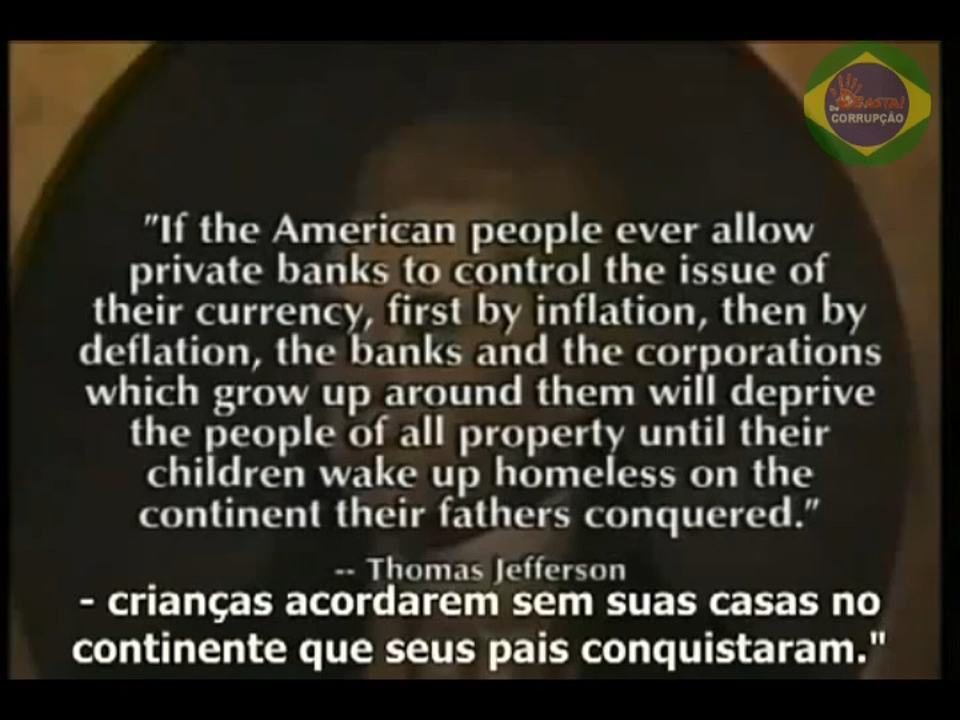 BASTA!
De
CORRUPÇÃO
"If the American people ever allow
private banks to control the issue of
their currency, first by inflation, then by
deflation, the banks and the corporations
which grow up around them will deprive
the people of all property until their
children wake up homeless on the
continent their fathers conquered."
-- Thomas Jefferson
- crianças acordarem sem suas casas no
continente que seus pais conquistaram."